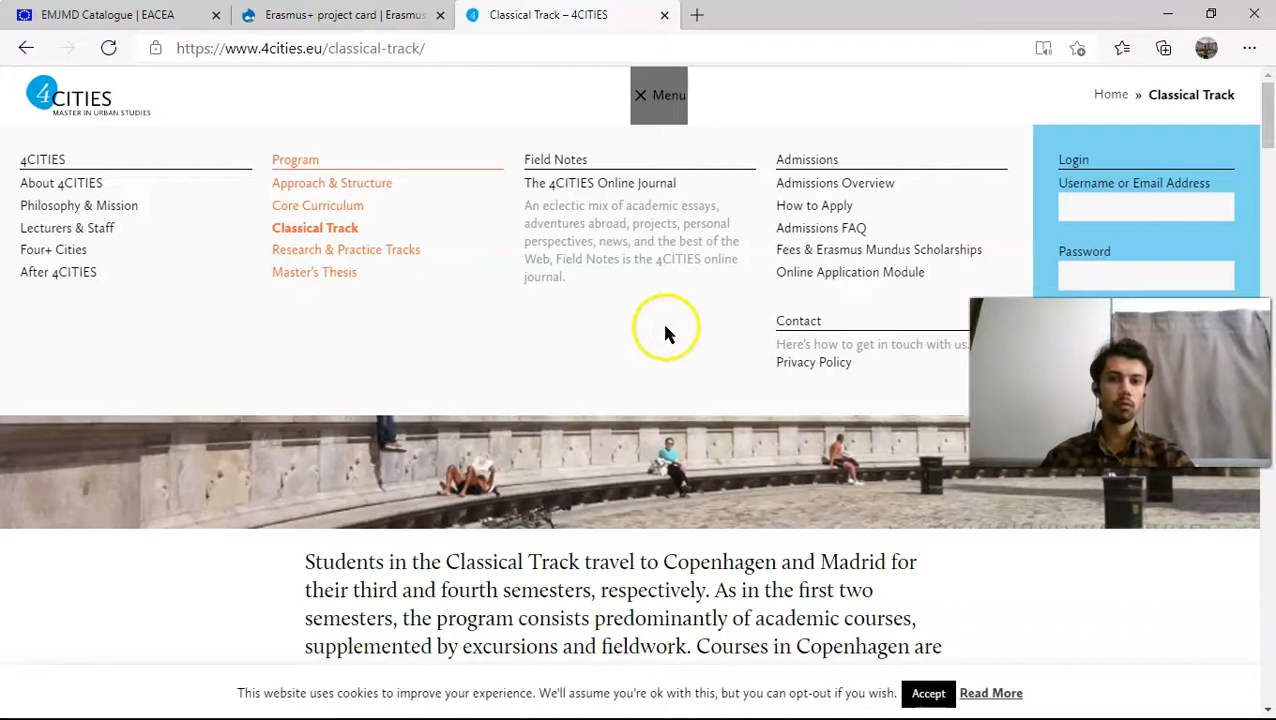 EMJMD Catalogue | EACEA
Erasmus+ project card | Erasmus
Classical Track – 4CITIES
https://www.4cities.eu/classical-track/
4CITIES
MASTER IN URBAN STUDIES
Menu
Home » Classical Track
4CITIES
About 4CITIES
Philosophy & Mission
Lecturers & Staff
Four+ Cities
After 4CITIES
Program
Approach & Structure
Core Curriculum
Classical Track
Research & Practice Tracks
Master's Thesis
Field Notes
The 4CITIES Online Journal
An eclectic mix of academic essays,
adventures abroad, projects, personal
perspectives, news, and the best of the
Web, Field Notes is the 4CITIES online
journal.
Admissions
Admissions Overview
How to Apply
Admissions FAQ
Fees & Erasmus Mundus Scholarships
Online Application Module
Contact
Here's how to get in touch with us.
Privacy Policy
Login
Username or Email Address
Password
Students in the Classical Track travel to Copenhagen and Madrid for
their third and fourth semesters, respectively. As in the first two
semesters, the program consists predominantly of academic courses,
supplemented by excursions and fieldwork. Courses in Copenhagen are
This website uses cookies to improve your experience. We'll assume you're ok with this, but you can opt-out if you wish.
Accept
Read More